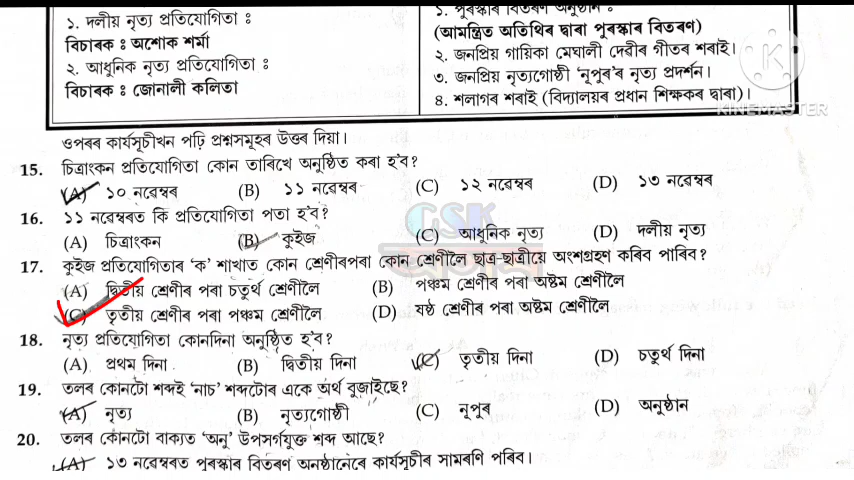 ১. দলীয় নৃত্য প্ৰতিযোগিতা ঃ
বিচাৰক ঃ অশোক শৰ্মা
২. আধুনিক নৃত্য প্ৰতিযোগিতা ঃ
বিচাৰক ঃ জোনালী কলিতা
১. পুৰস্কাৰ বিতৰণ অনুষ্ঠান ঃ
(আমন্ত্ৰিত অতিথিৰ দ্বাৰা পুৰস্কাৰ বিতৰণ)
২. জনপ্ৰিয় গায়িকা মেঘালী দেৱীৰ গীতৰ শৰাই।
৩. জনপ্ৰিয় নৃত্যগোষ্ঠী ‘নূপুৰ’ৰ নৃত্য প্ৰদৰ্শন।
৪. শলাগৰ শৰাই (বিদ্যালয়ৰ প্ৰধান শিক্ষকৰ দ্বাৰা)।
KINEMASTER
ওপৰৰ কাৰ্যসূচীখন পঢ়ি প্ৰশ্নসমূহৰ উত্তৰ দিয়া।
15. চিত্ৰাংকন প্ৰতিযোগিতা কোন তাৰিখে অনুষ্ঠিত কৰা হ’ব?
(A) ১০ নৱেম্বৰ (B) ১১ নৱেম্বৰ (C) ১২ নৱেম্বৰ (D) ১৩ নৱেম্বৰ
16. ১১ নৱেম্বৰত কি প্ৰতিযোগিতা পতা হ’ব?
(A) চিত্ৰাংকন (B) কুইজ (C) আধুনিক নৃত্য (D) দলীয় নৃত্য
GSK
17. কুইজ প্ৰতিযোগিতাৰ ‘ক’ শাখাত কোন শ্ৰেণীৰপৰা কোন শ্ৰেণীলৈ ছাত্ৰ-ছাত্ৰীয়ে অংশগ্ৰহণ কৰিব পাৰিব?
(A) দ্বিতীয় শ্ৰেণীৰ পৰা চতুৰ্থ শ্ৰেণীলৈ (B) পঞ্চম শ্ৰেণীৰ পৰা অষ্টম শ্ৰেণীলৈ
(C) তৃতীয় শ্ৰেণীৰ পৰা পঞ্চম শ্ৰেণীলৈ (D) ষষ্ঠ শ্ৰেণীৰ পৰা অষ্টম শ্ৰেণীলৈ
18. নৃত্য প্ৰতিযোগিতা কোনদিনা অনুষ্ঠিত হ’ব?
(A) প্ৰথম দিনা (B) দ্বিতীয় দিনা (C) তৃতীয় দিনা (D) চতুৰ্থ দিনা
19. তলৰ কোনটো শব্দই ‘নাচ’ শব্দটোৰ একে অৰ্থ বুজাইছে?
(A) নৃত্য (B) নৃত্যগোষ্ঠী (C) নূপুৰ (D) অনুষ্ঠান
20. তলৰ কোনটো বাক্যত ‘অনু’ উপসৰ্গযুক্ত শব্দ আছে?
(A) ১৩ নৱেম্বৰত পুৰস্কাৰ বিতৰণ অনুষ্ঠানেৰে কাৰ্যসূচীৰ সামৰণি পৰিব।